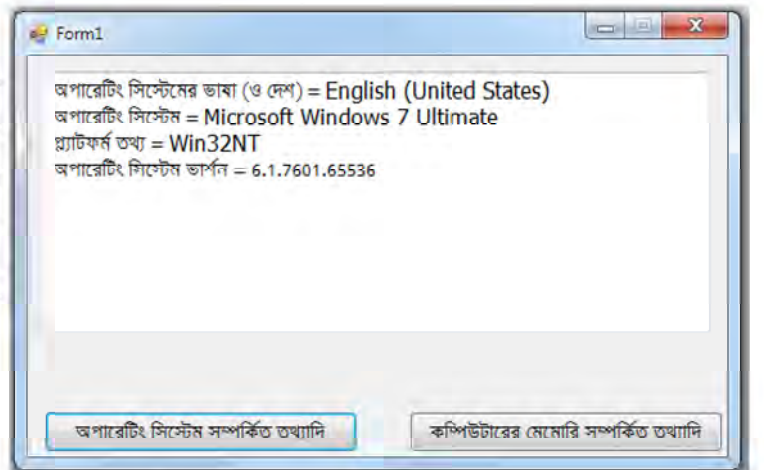 Form1
অপারেটিং সিস্টেমের ভাষা (ও দেশ) = English (United States)
অপারেটিং সিস্টেম = Microsoft Windows 7 Ultimate
প্ল্যাটফর্ম তথ্য = Win32NT
অপারেটিং সিস্টেম ভার্শন = 6.1.7601.65536
অপারেটিং সিস্টেম সম্পর্কিত তথ্যাদি
কম্পিউটারের মেমোরি সম্পর্কিত তথ্যাদি